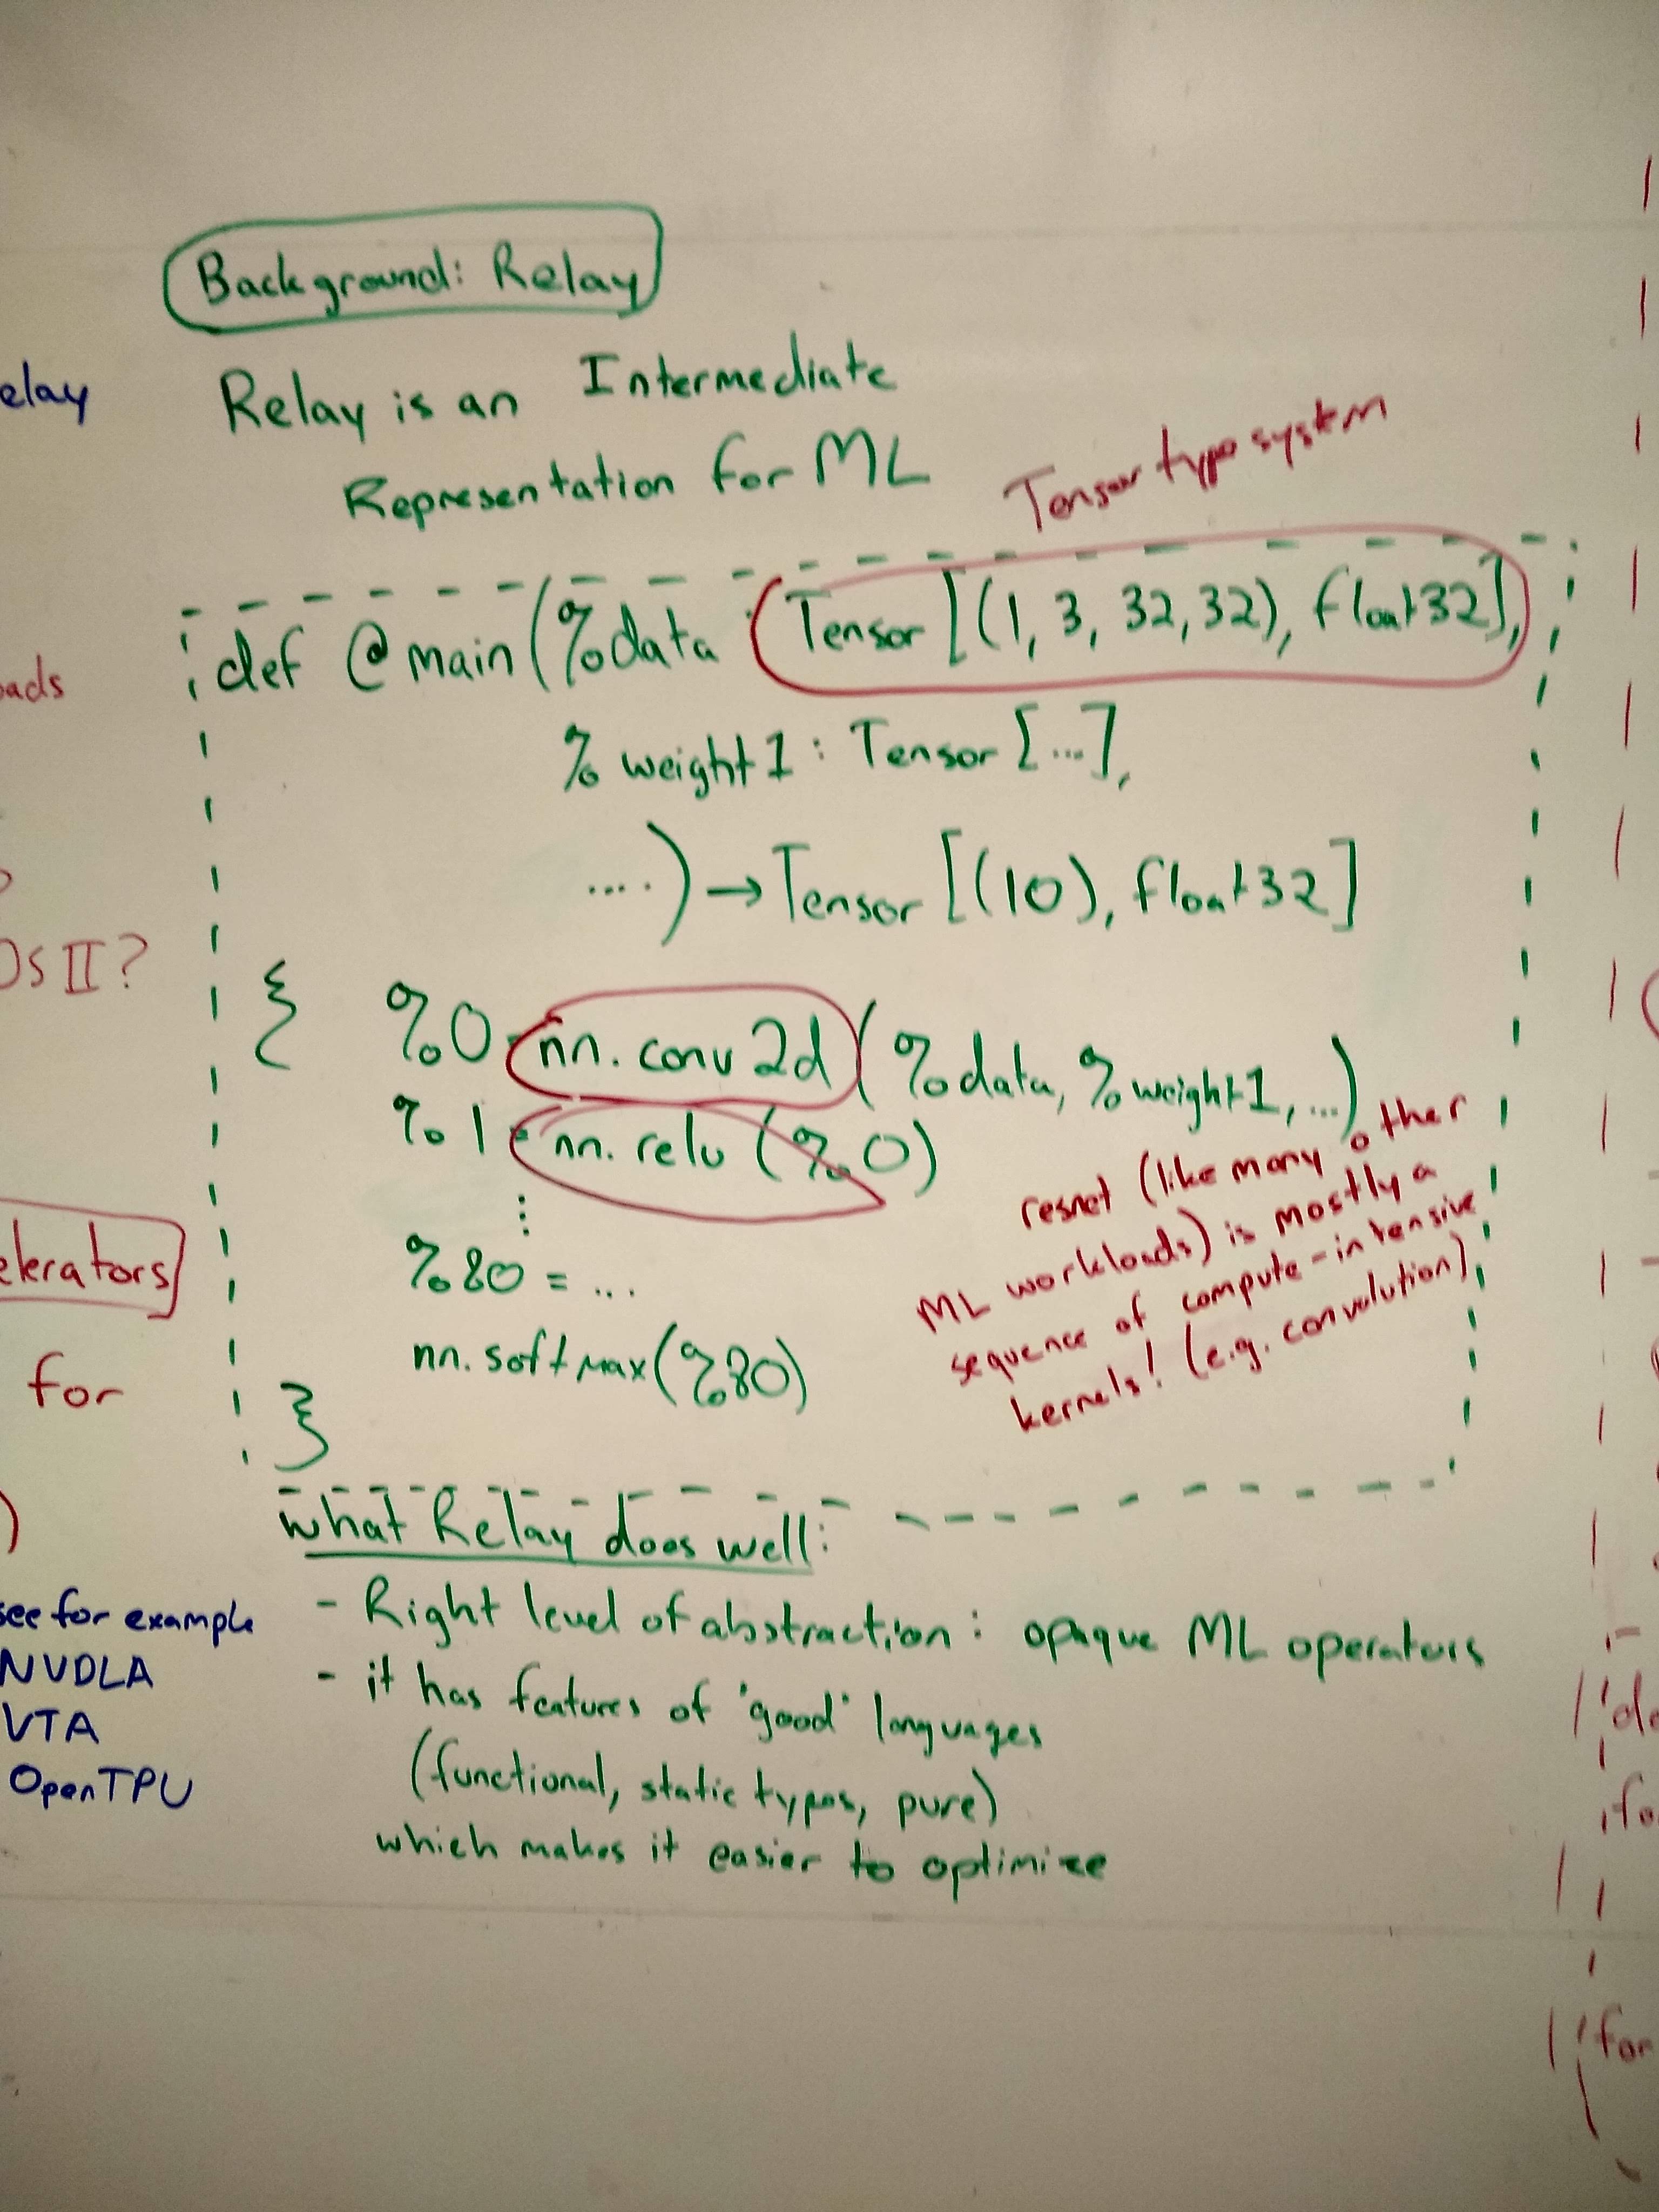 Background: Relay
Relay is an Intermediate
Representation for ML
Tensor type system
def @main(%data Tensor[(1, 3, 32, 32), float32],
%weight1: Tensor[...],
....) → Tensor[(10), float32]
{ %0 nn.conv2d(%data, %weight1, ...)
%1 = nn.relu(%0)
⋮
%80 = ...
nn.softmax(%80)
}
resnet (like many other
ML workloads) is mostly a
sequence of compute-intensive
kernels! (e.g. convolution)
what Relay does well:
- Right level of abstraction: opaque ML operators
- it has features of 'good' languages
(functional, static types, pure)
which makes it easier to optimize
elay
oads
OS II?
elerators
for
)
see for example
NVDLA
VTA
OpenTPU
for